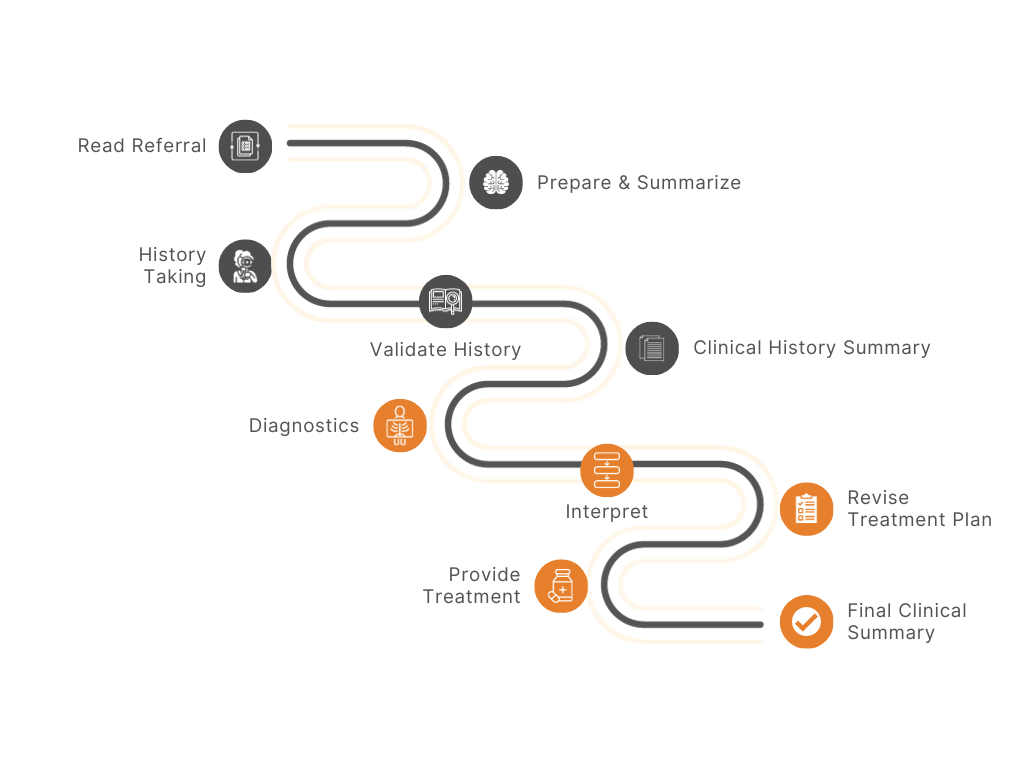 Read Referral
Prepare & Summarize
History
Taking
Validate History
Clinical History Summary
Diagnostics
Interpret
Revise
Treatment Plan
Provide
Treatment
Final Clinical
Summary